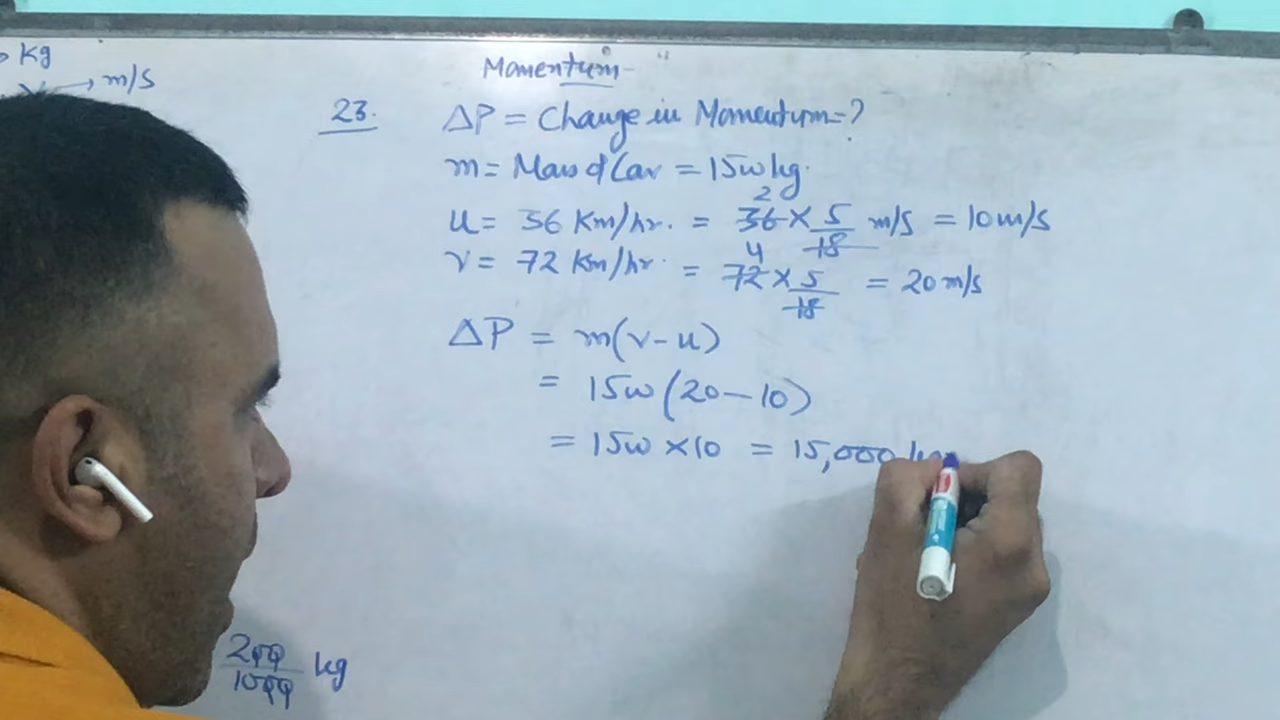 Kg
m/s
Momentum
23.
ΔP = Change in Momentum = ?
m = Mass of Car = 1500 kg.
2
u = 36 Km/hr. = 36 × 5/18 m/s = 10 m/s
4
v = 72 Km/hr. = 72 × 5/18 = 20 m/s
ΔP = m(v - u)
= 1500 (20 - 10)
= 1500 × 10 = 15,000 kg
200/1000 kg